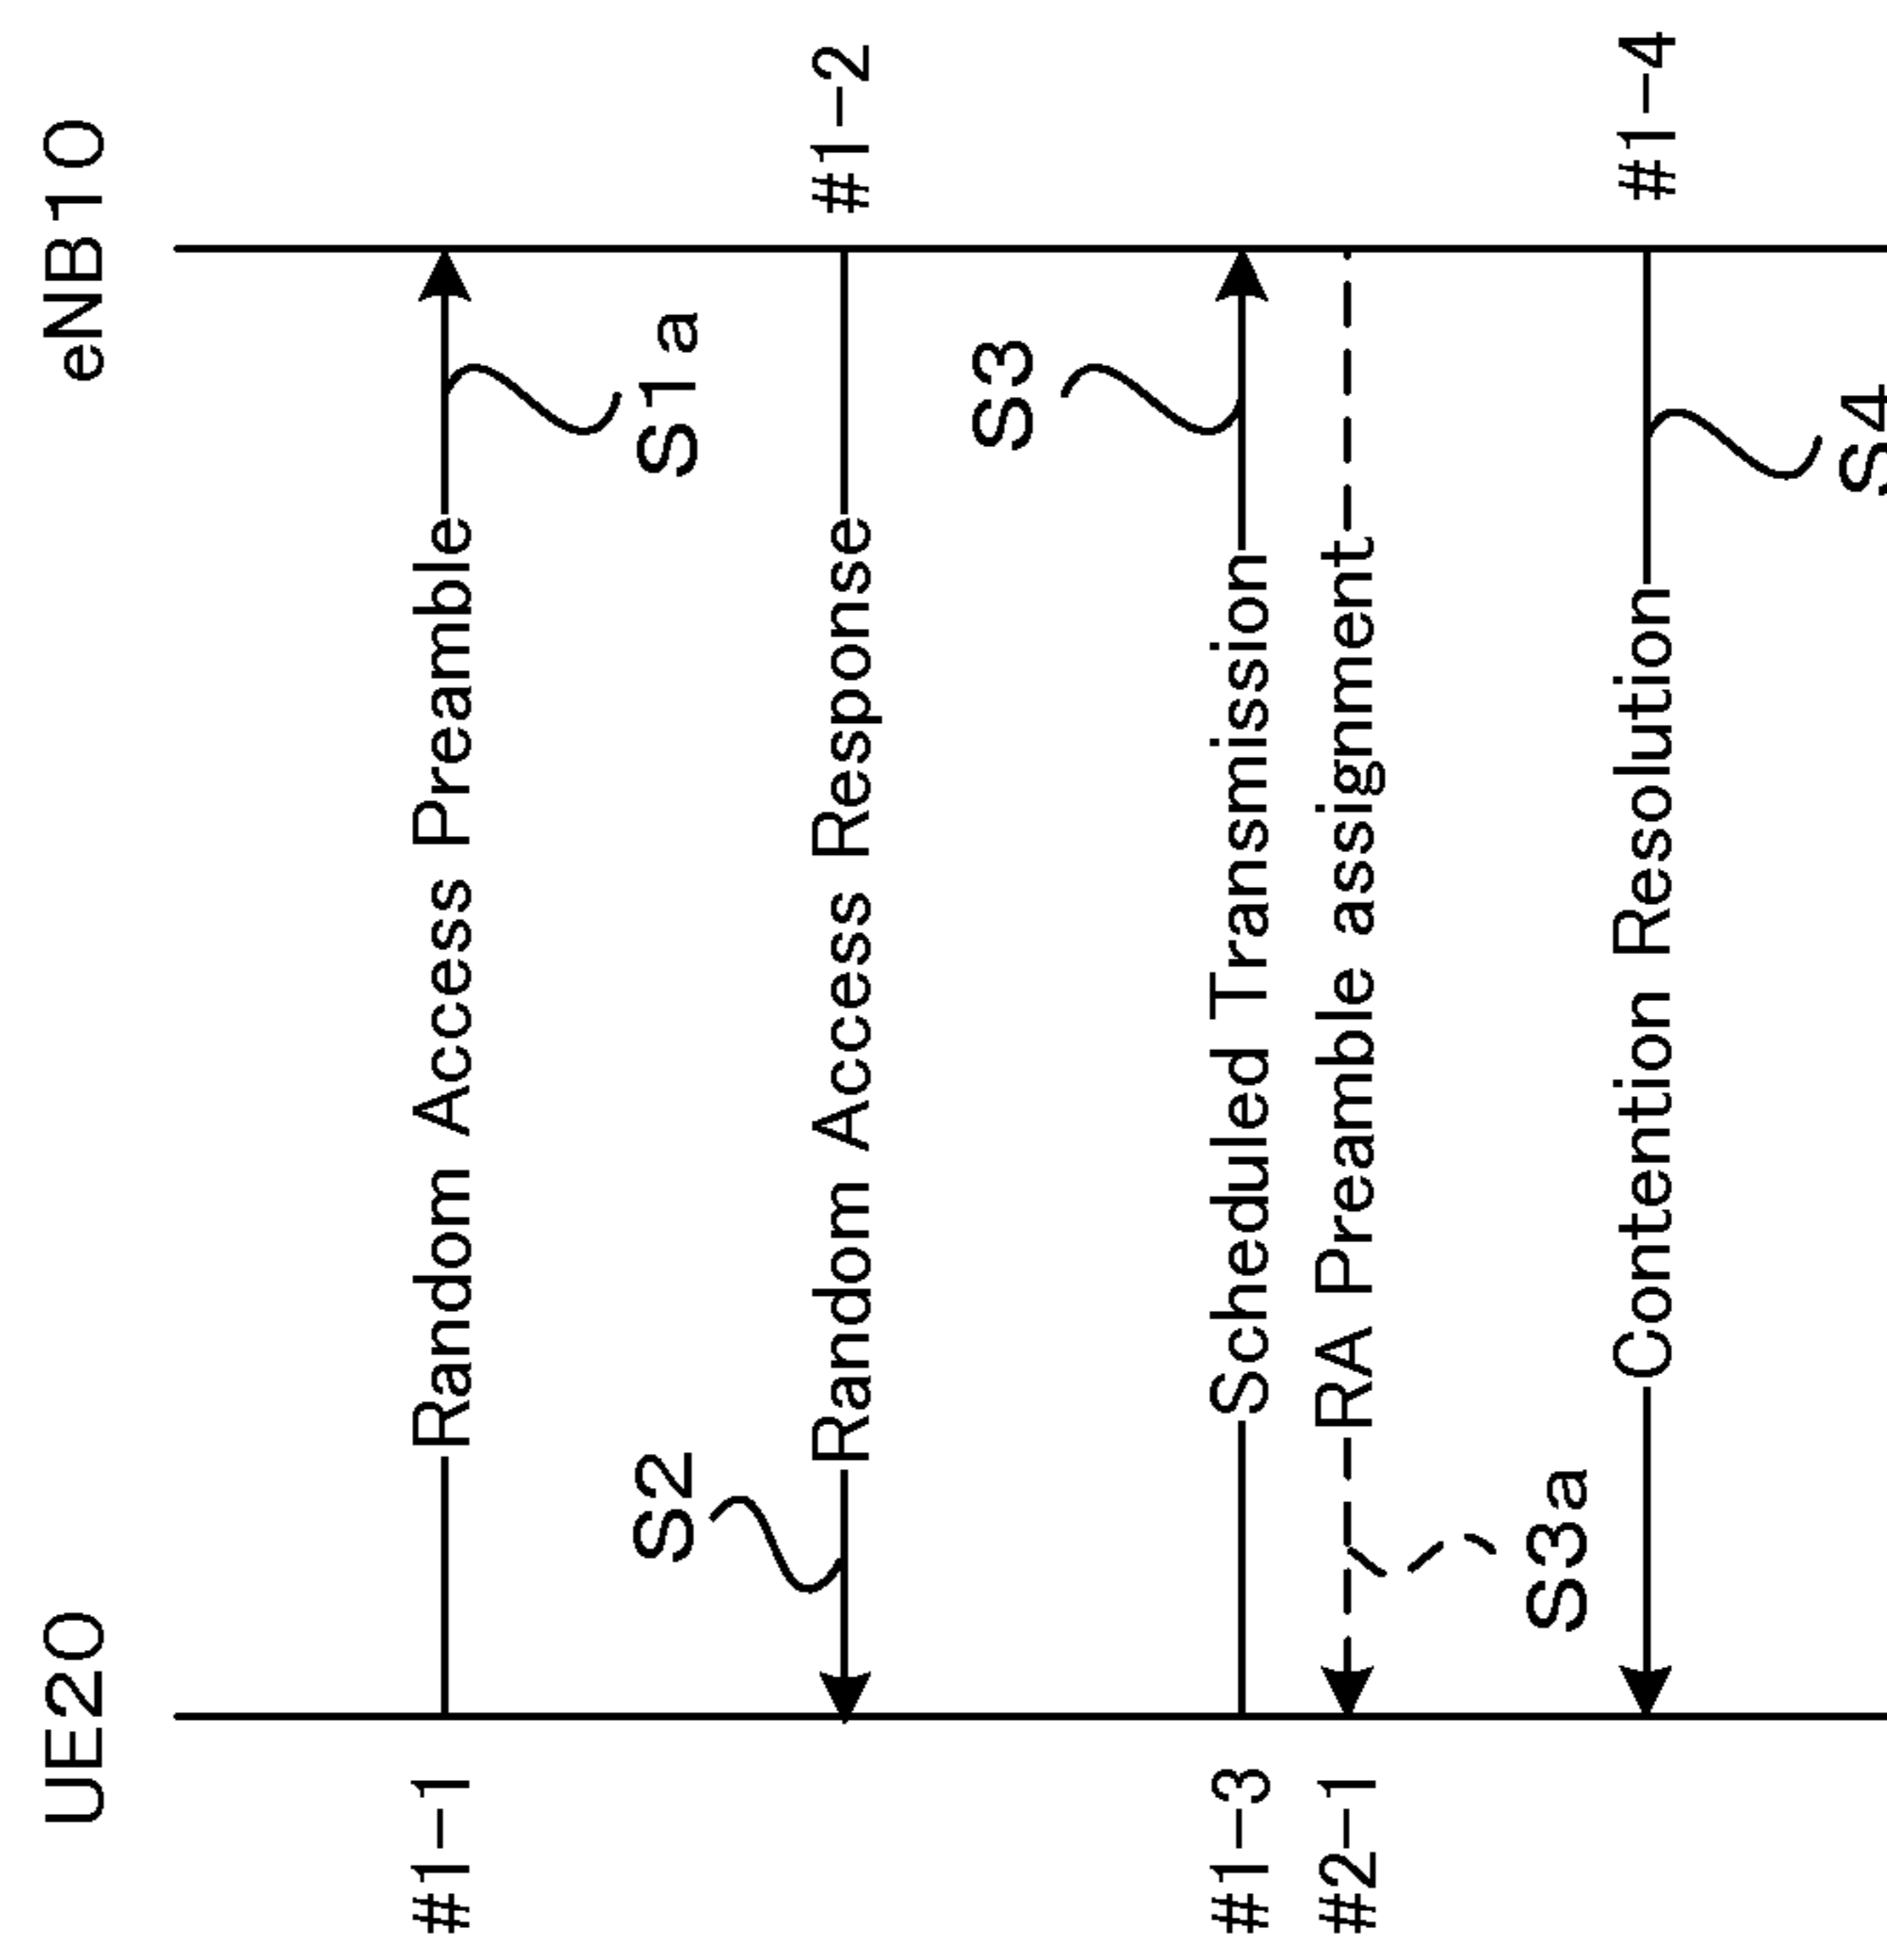 UE20
eNB10
#1-1
Random Access Preamble
S1a
S2
Random Access Response
#1-2
S3
#1-3
Scheduled Transmission
#2-1
RA Preamble assignment
S3a
Contention Resolution
#1-4
S4